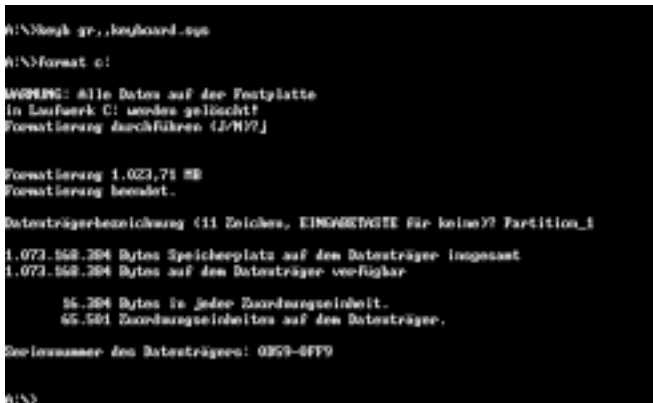 A:\>keyb gr,,keyboard.sys
A:\>format c:
WARNUNG: Alle Daten auf der Festplatte
in Laufwerk C: werden gelöscht!
Formatierung durchführen (J/N)?j
Formatierung 1.023,71 MB
Formatierung beendet.
Datenträgerbezeichnung (11 Zeichen, EINGABETASTE für keine)? Partition_1
1.073.168.384 Bytes Speicherplatz auf dem Datenträger insgesamt
1.073.168.384 Bytes auf dem Datenträger verfügbar
16.384 Bytes in jeder Zuordnungseinheit.
65.501 Zuordnungseinheiten auf dem Datenträger.
Seriennummer des Datenträgers:
A:\>